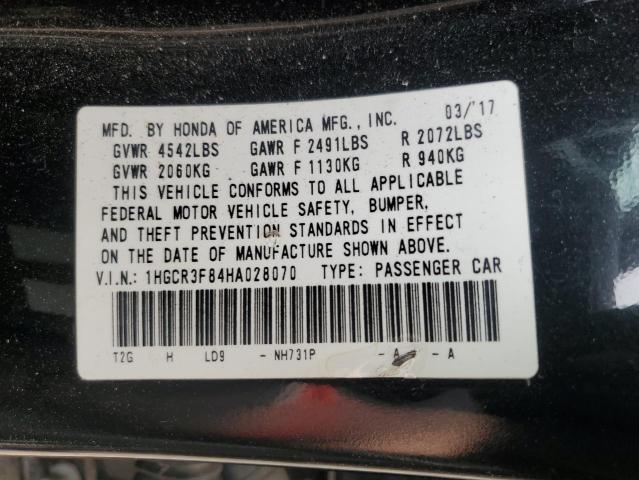 MFD. BY HONDA OF AMERICA MFG., INC. 03/'17
GVWR 4542LBS GAWR F 2491LBS R 2072LBS
GVWR 2060KG GAWR F 1130KG R 940KG
THIS VEHICLE CONFORMS TO ALL APPLICABLE
FEDERAL MOTOR VEHICLE SAFETY, BUMPER,
AND THEFT PREVENTION STANDARDS IN EFFECT
ON THE DATE OF MANUFACTURE SHOWN ABOVE.
V.I.N.: 1HGCR3F84HA028070 TYPE: PASSENGER CAR
T2G H LD9 - NH731P - A - A